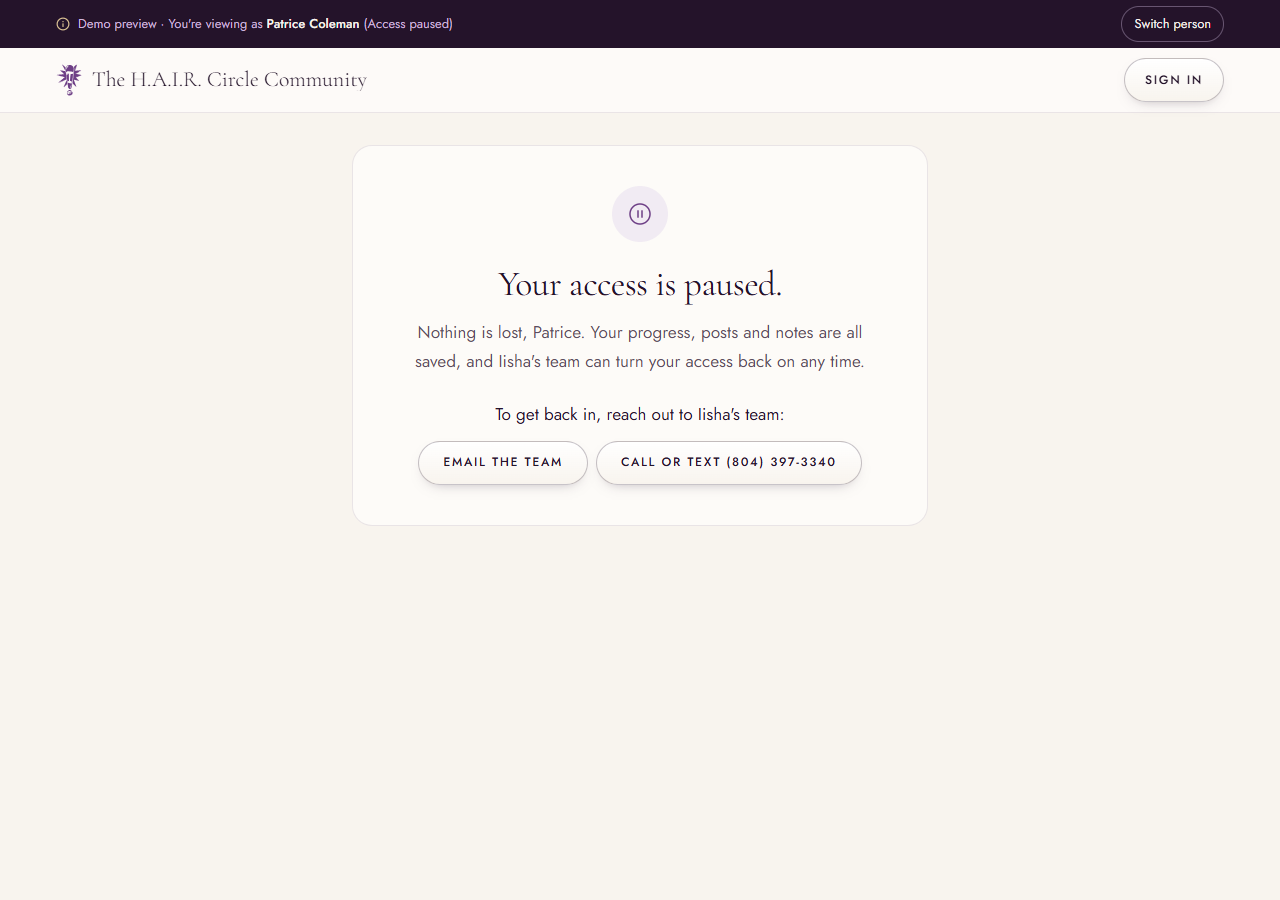 Demo preview · You're viewing as Patrice Coleman (Access paused)
Switch person
The H.A.I.R. Circle Community
SIGN IN
Your access is paused.
Nothing is lost, Patrice. Your progress, posts and notes are all
saved, and Iisha's team can turn your access back on any time.
To get back in, reach out to Iisha's team:
EMAIL THE TEAM
CALL OR TEXT (804) 397-3340